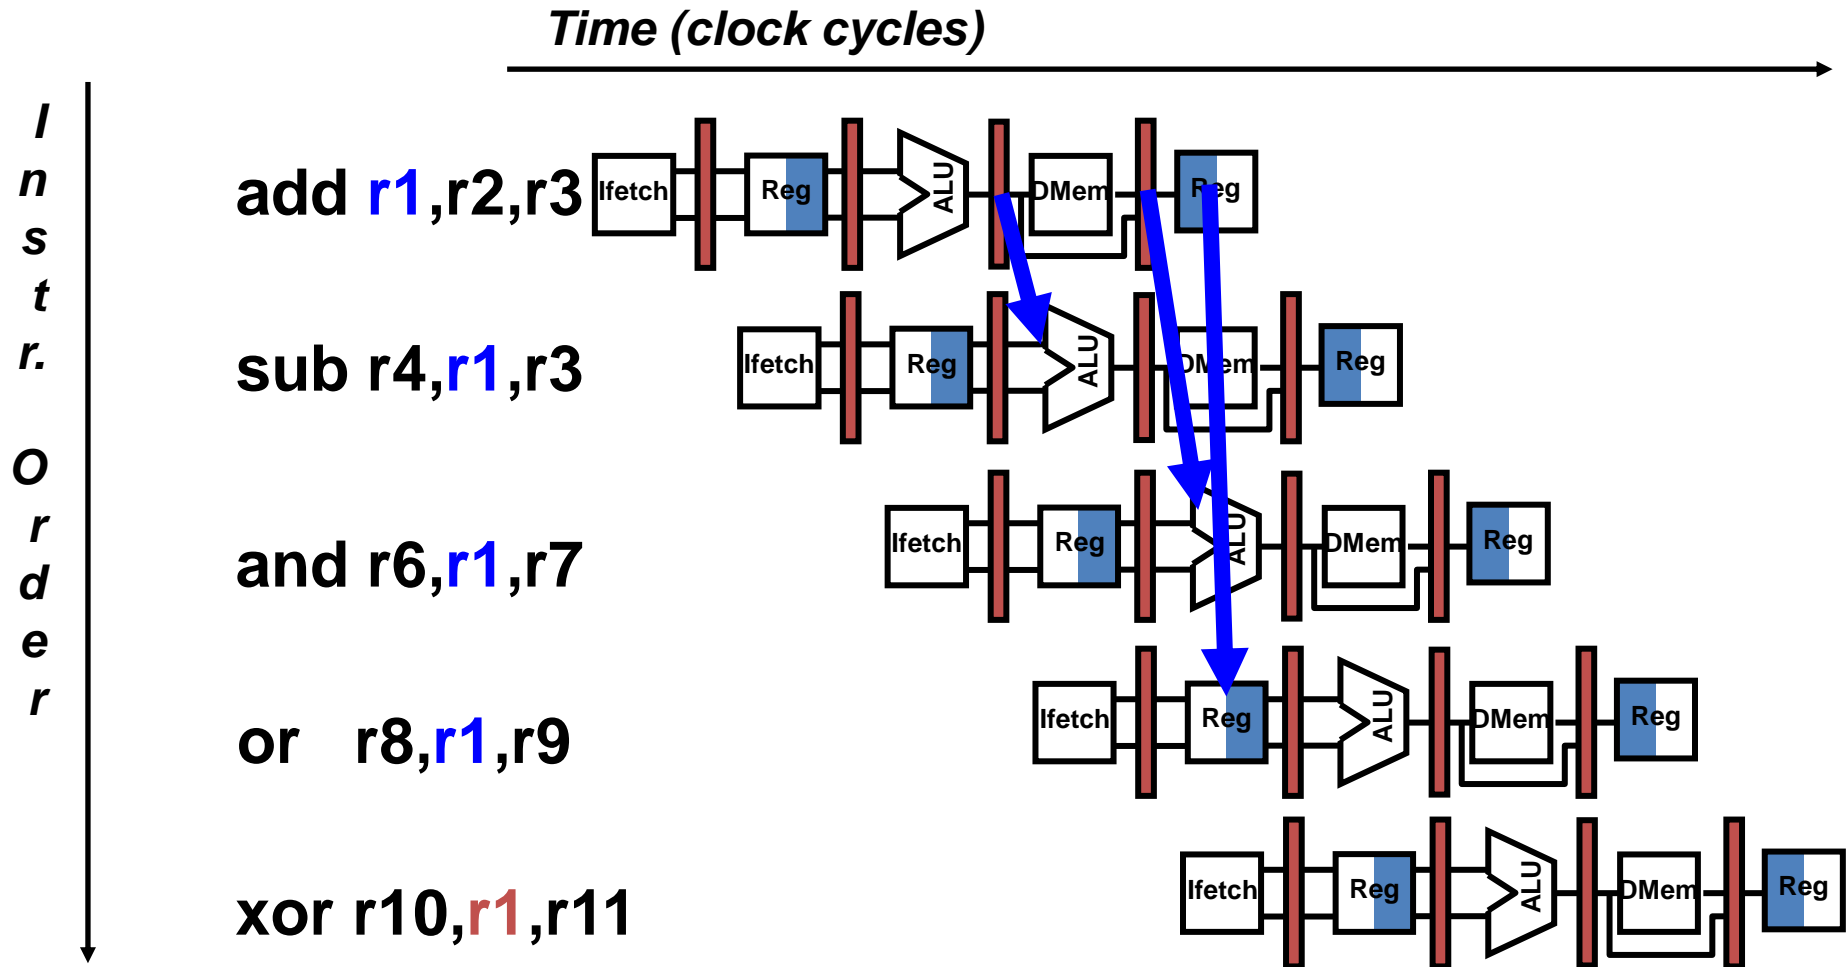 Time (clock cycles)
Instr. Order
add r1,r2,r3 Ifetch Reg ALU DMem Reg
sub r4,r1,r3 Ifetch Reg ALU DMem Reg
and r6,r1,r7 Ifetch Reg ALU DMem Reg
or r8,r1,r9 Ifetch Reg ALU DMem Reg
xor r10,r1,r11 Ifetch Reg ALU DMem Reg